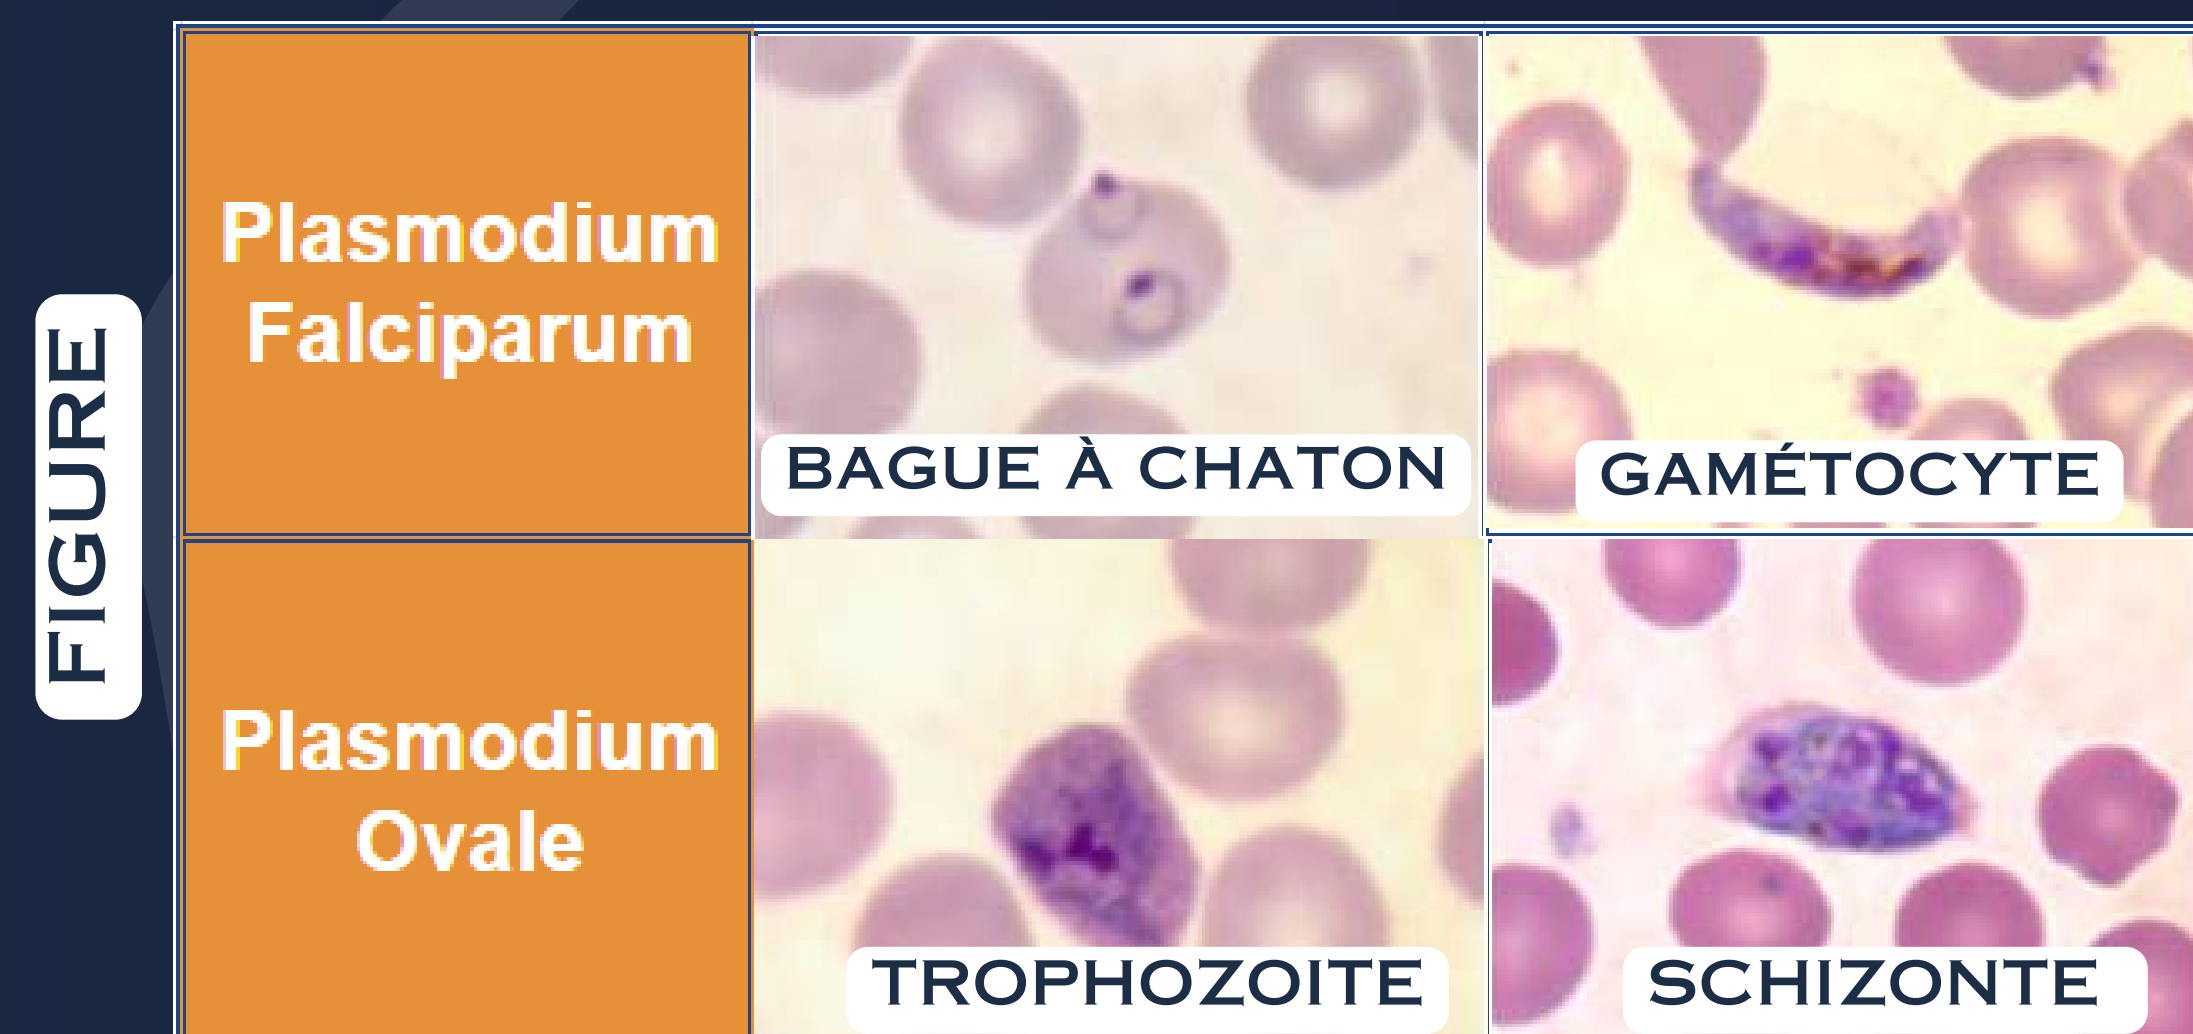 FIGURE
Plasmodium
Falciparum
BAGUE À CHATON
GAMÉTOCYTE
Plasmodium
Ovale
TROPHOZOITE
SCHIZONTE